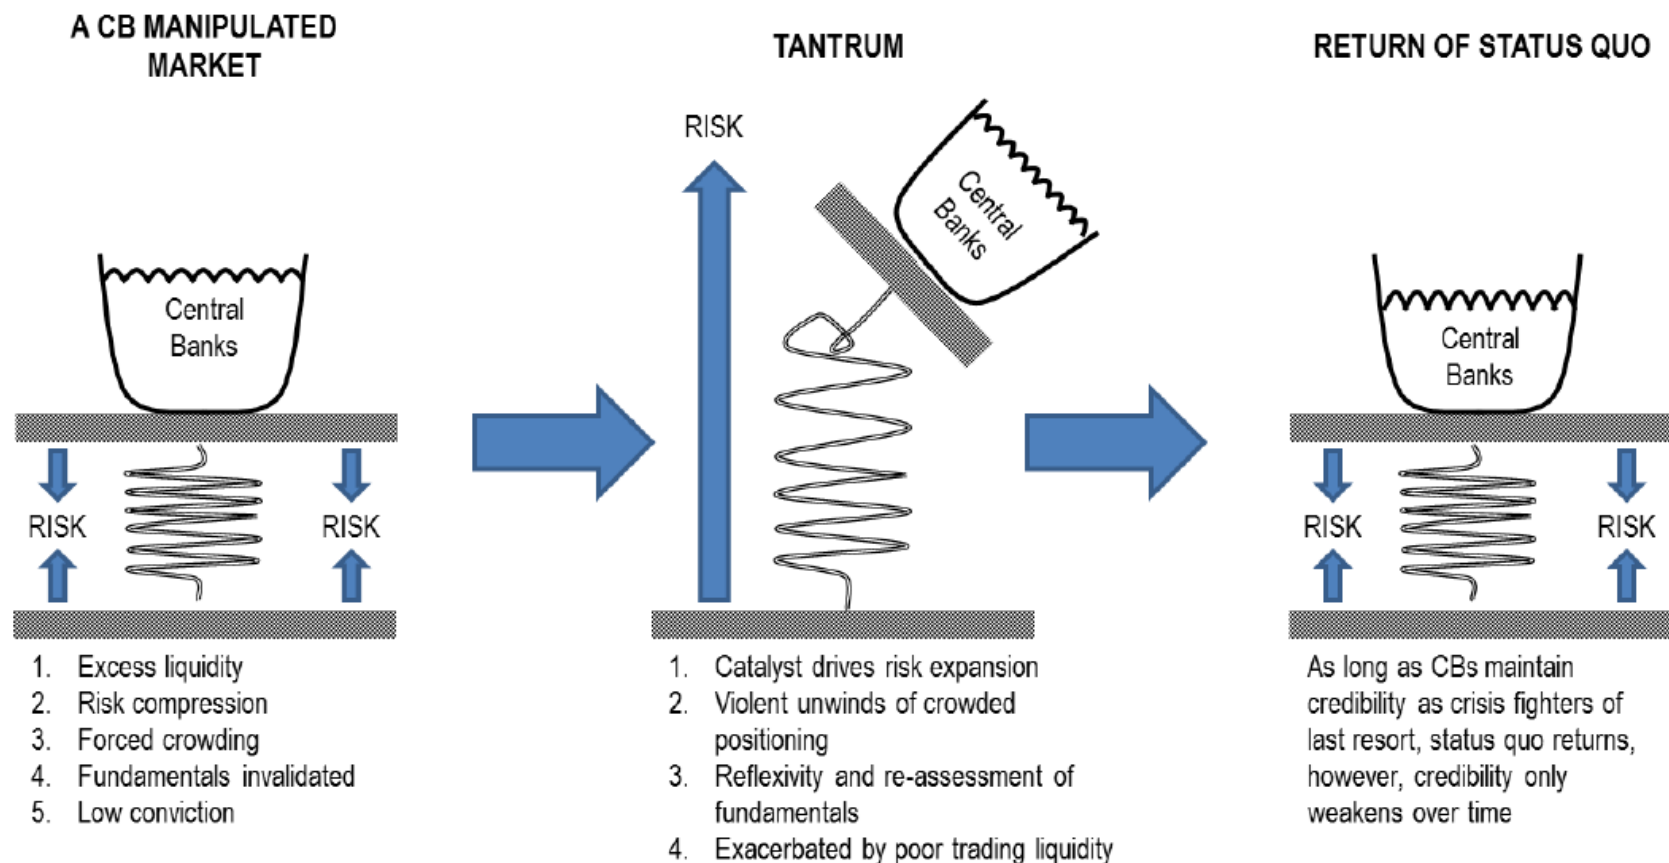 A CB MANIPULATED
MARKET
Central
Banks
RISK
RISK
1. Excess liquidity
2. Risk compression
3. Forced crowding
4. Fundamentals invalidated
5. Low conviction
TANTRUM
RISK
Central
Banks
1. Catalyst drives risk expansion
2. Violent unwinds of crowded
positioning
3. Reflexivity and re-assessment of
fundamentals
4. Exacerbated by poor trading liquidity
RETURN OF STATUS QUO
Central
Banks
RISK
RISK
As long as CBs maintain
credibility as crisis fighters of
last resort, status quo returns,
however, credibility only
weakens over time